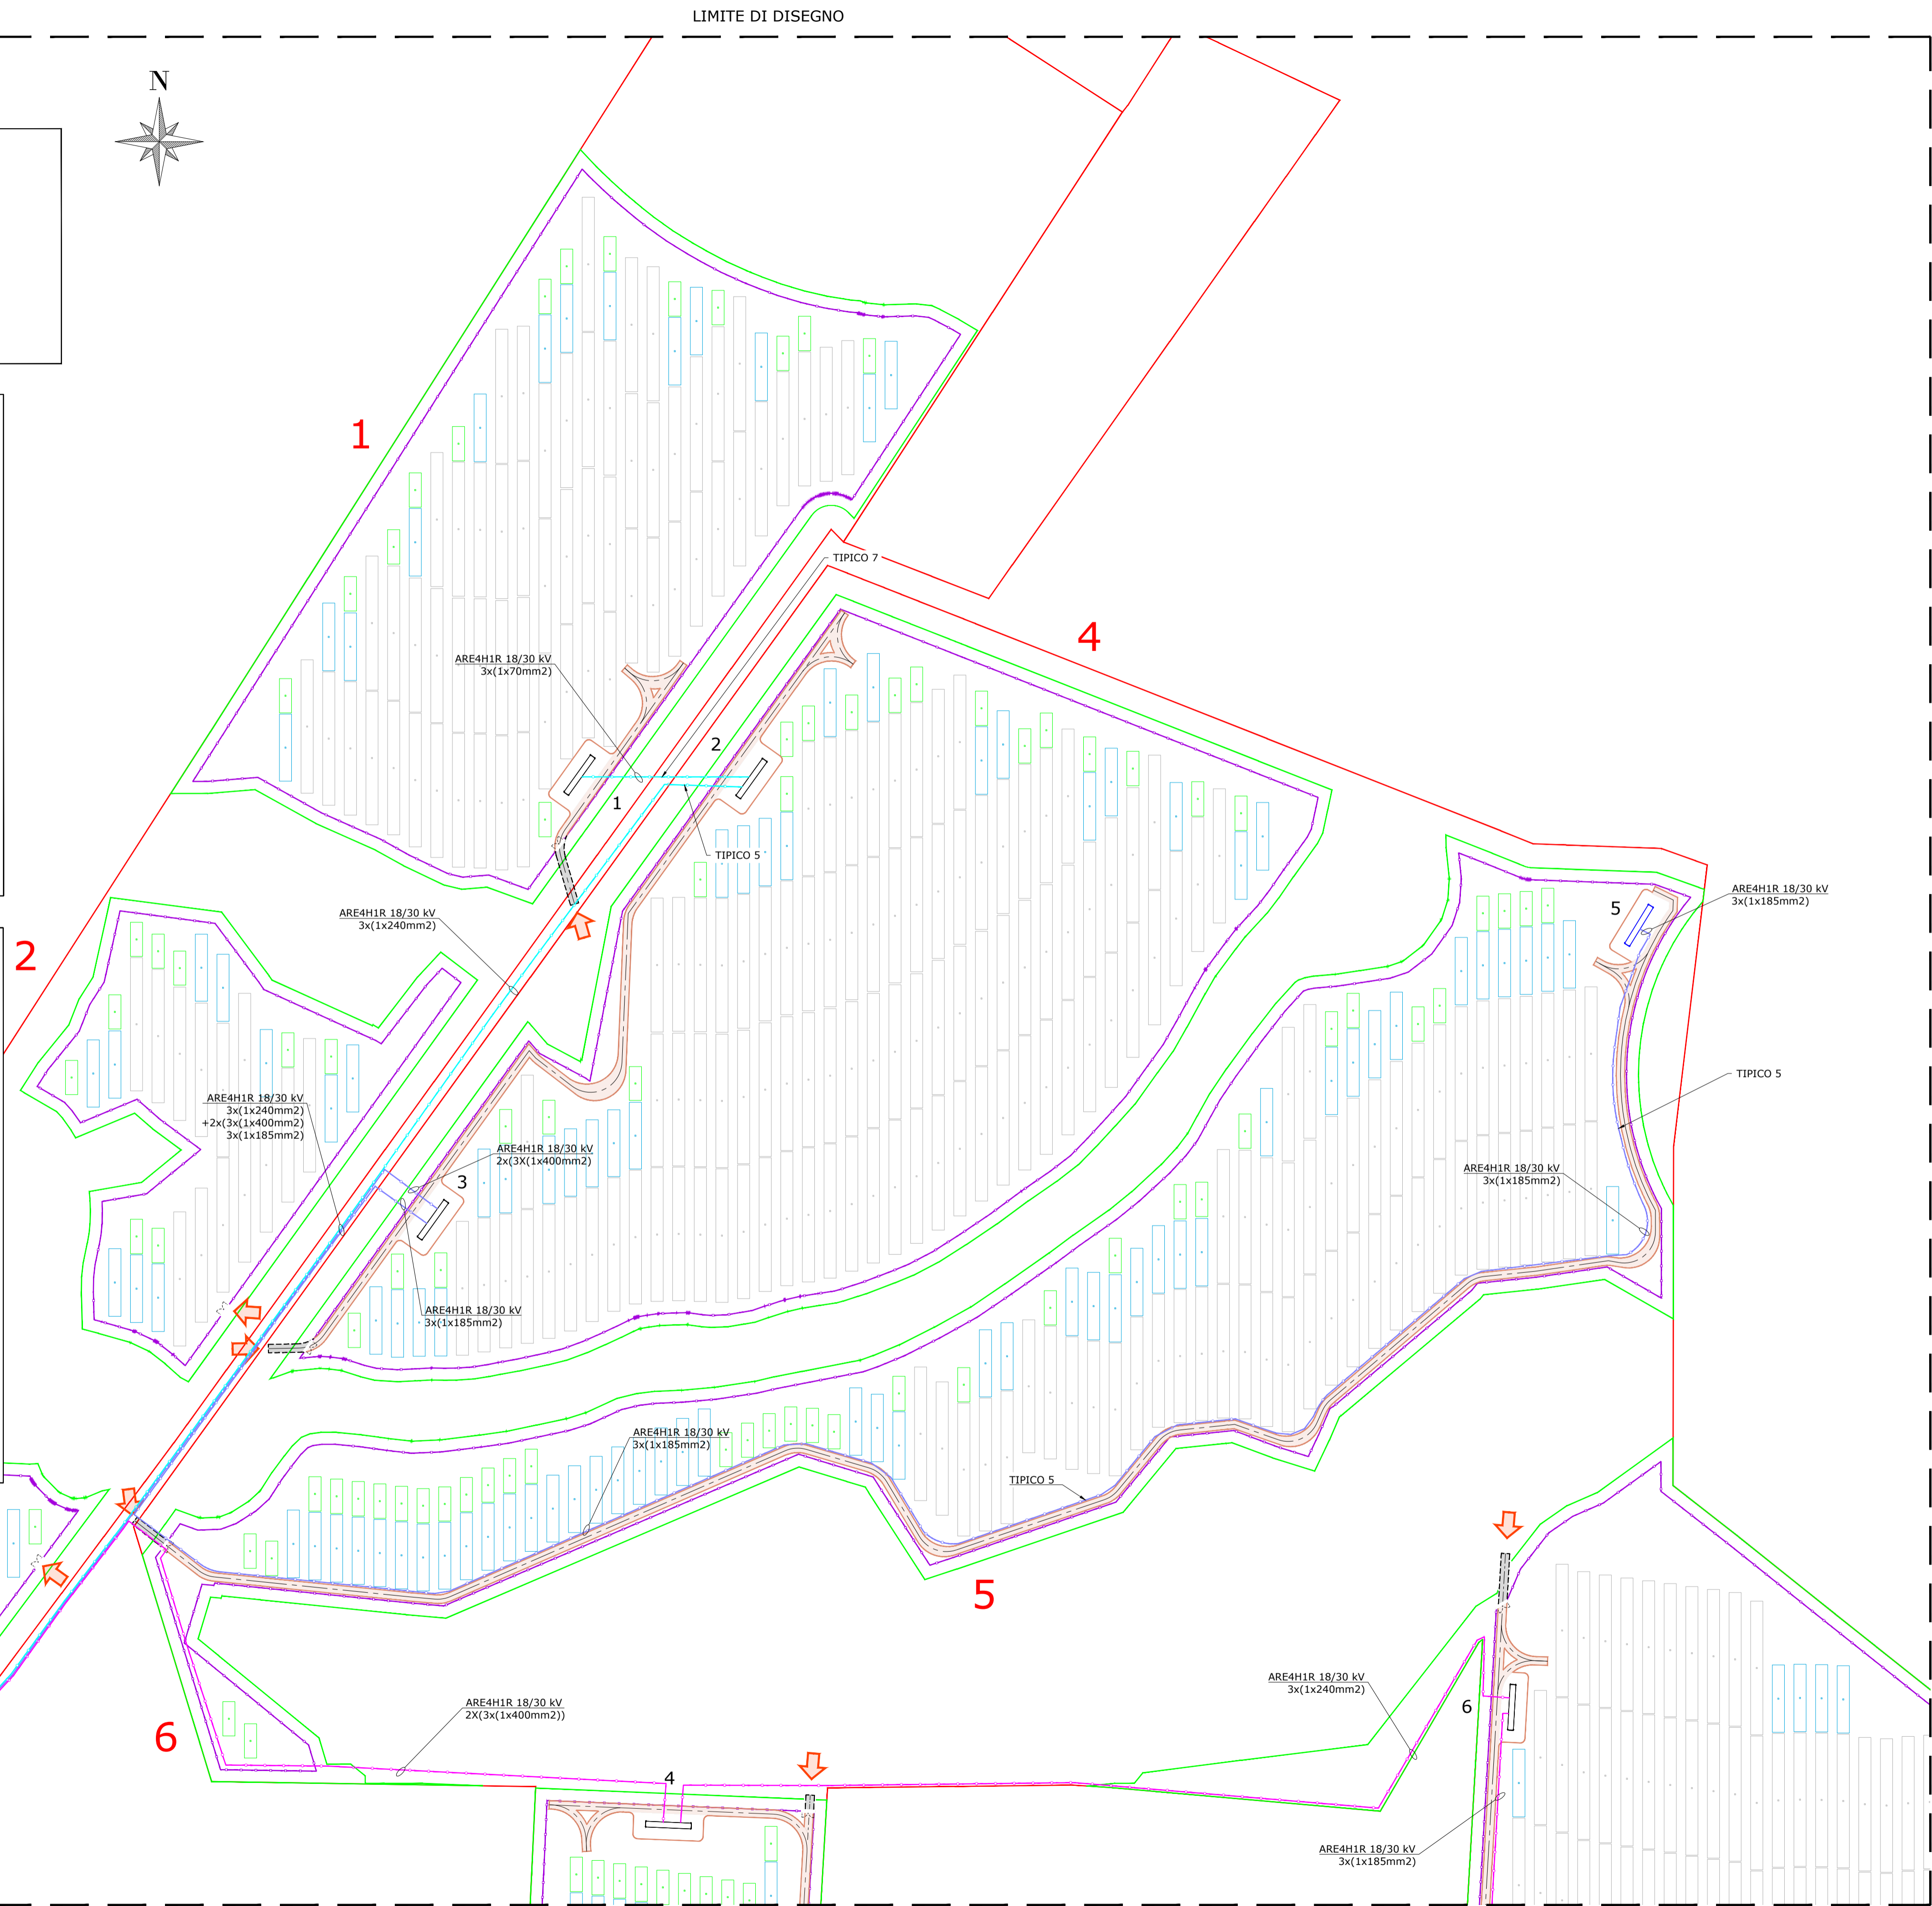 LIMITE DI DISEGNO
N
1
TIPICO 7
4
ARE4H1R 18/30 kV
3x(1x70mm2)
2
1
TIPICO 5
ARE4H1R 18/30 kV
3x(1x185mm2)
5
ARE4H1R 18/30 kV
3x(1x240mm2)
2
TIPICO 5
ARE4H1R 18/30 kV
3x(1x240mm2)
+2x(3x(1x400mm2)
3x(1x185mm2)
ARE4H1R 18/30 kV
2x(3X(1x400mm2)
3
ARE4H1R 18/30 kV
3x(1x185mm2)
ARE4H1R 18/30 kV
3x(1x185mm2)
ARE4H1R 18/30 kV
3x(1x185mm2)
TIPICO 5
5
ARE4H1R 18/30 kV
3x(1x240mm2)
6
ARE4H1R 18/30 kV
2X(3x(1x400mm2))
6
4
ARE4H1R 18/30 kV
3x(1x185mm2)